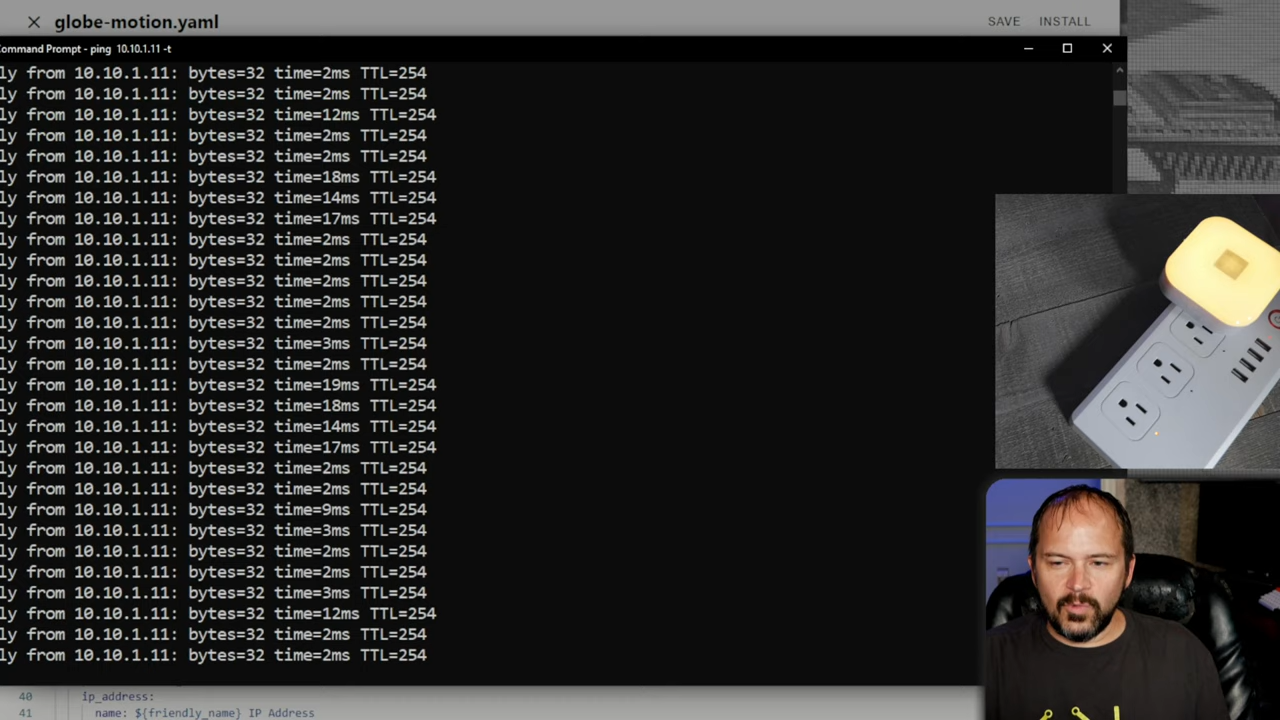 globe-motion.yaml
SAVE INSTALL
Command Prompt - ping 10.10.1.11 -t
ly from 10.10.1.11: bytes=32 time=2ms TTL=254
ly from 10.10.1.11: bytes=32 time=2ms TTL=254
ly from 10.10.1.11: bytes=32 time=12ms TTL=254
ly from 10.10.1.11: bytes=32 time=2ms TTL=254
ly from 10.10.1.11: bytes=32 time=2ms TTL=254
ly from 10.10.1.11: bytes=32 time=18ms TTL=254
ly from 10.10.1.11: bytes=32 time=14ms TTL=254
ly from 10.10.1.11: bytes=32 time=17ms TTL=254
ly from 10.10.1.11: bytes=32 time=2ms TTL=254
ly from 10.10.1.11: bytes=32 time=2ms TTL=254
ly from 10.10.1.11: bytes=32 time=2ms TTL=254
ly from 10.10.1.11: bytes=32 time=2ms TTL=254
ly from 10.10.1.11: bytes=32 time=2ms TTL=254
ly from 10.10.1.11: bytes=32 time=3ms TTL=254
ly from 10.10.1.11: bytes=32 time=2ms TTL=254
ly from 10.10.1.11: bytes=32 time=19ms TTL=254
ly from 10.10.1.11: bytes=32 time=18ms TTL=254
ly from 10.10.1.11: bytes=32 time=14ms TTL=254
ly from 10.10.1.11: bytes=32 time=17ms TTL=254
ly from 10.10.1.11: bytes=32 time=2ms TTL=254
ly from 10.10.1.11: bytes=32 time=2ms TTL=254
ly from 10.10.1.11: bytes=32 time=9ms TTL=254
ly from 10.10.1.11: bytes=32 time=3ms TTL=254
ly from 10.10.1.11: bytes=32 time=2ms TTL=254
ly from 10.10.1.11: bytes=32 time=2ms TTL=254
ly from 10.10.1.11: bytes=32 time=3ms TTL=254
ly from 10.10.1.11: bytes=32 time=12ms TTL=254
ly from 10.10.1.11: bytes=32 time=2ms TTL=254
ly from 10.10.1.11: bytes=32 time=2ms TTL=254
40 ip_address:
41 name: ${friendly_name} IP Address